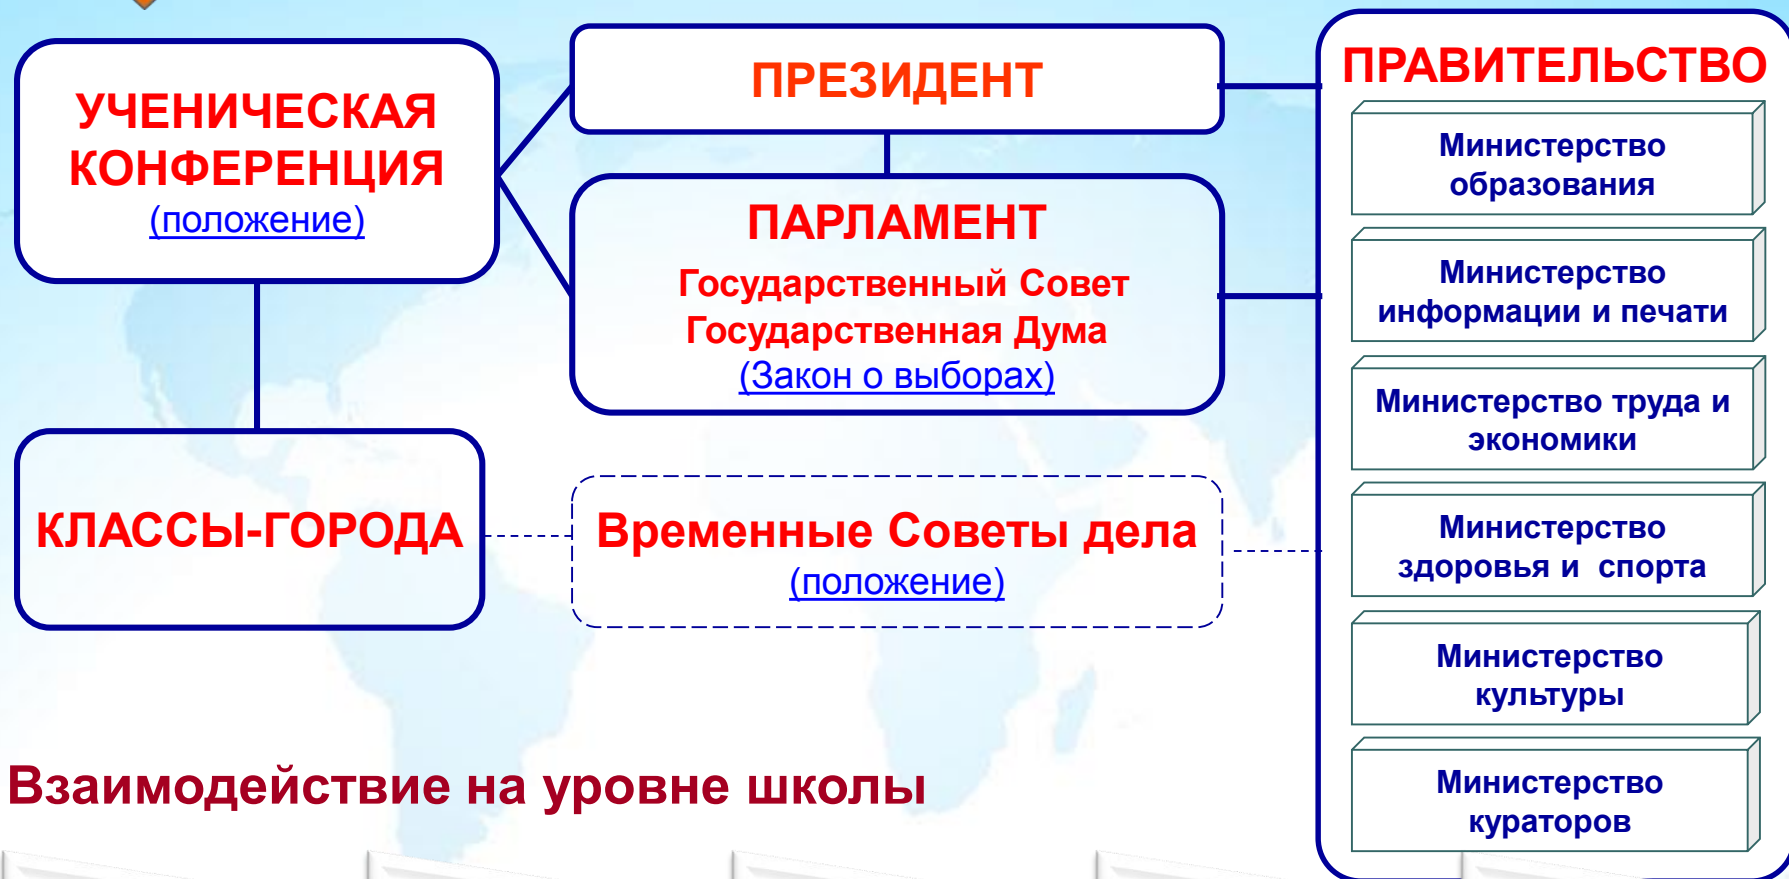 УЧЕНИЧЕСКАЯ
КОНФЕРЕНЦИЯ
(положение)
ПРЕЗИДЕНТ
ПАРЛАМЕНТ
Государственный Совет
Государственная Дума
(Закон о выборах)
КЛАССЫ-ГОРОДА
Временные Советы дела
(положение)
ПРАВИТЕЛЬСТВО
Министерство
образования
Министерство
информации и печати
Министерство труда и
экономики
Министерство
здоровья и спорта
Министерство
культуры
Министерство
кураторов
Взаимодействие на уровне школы